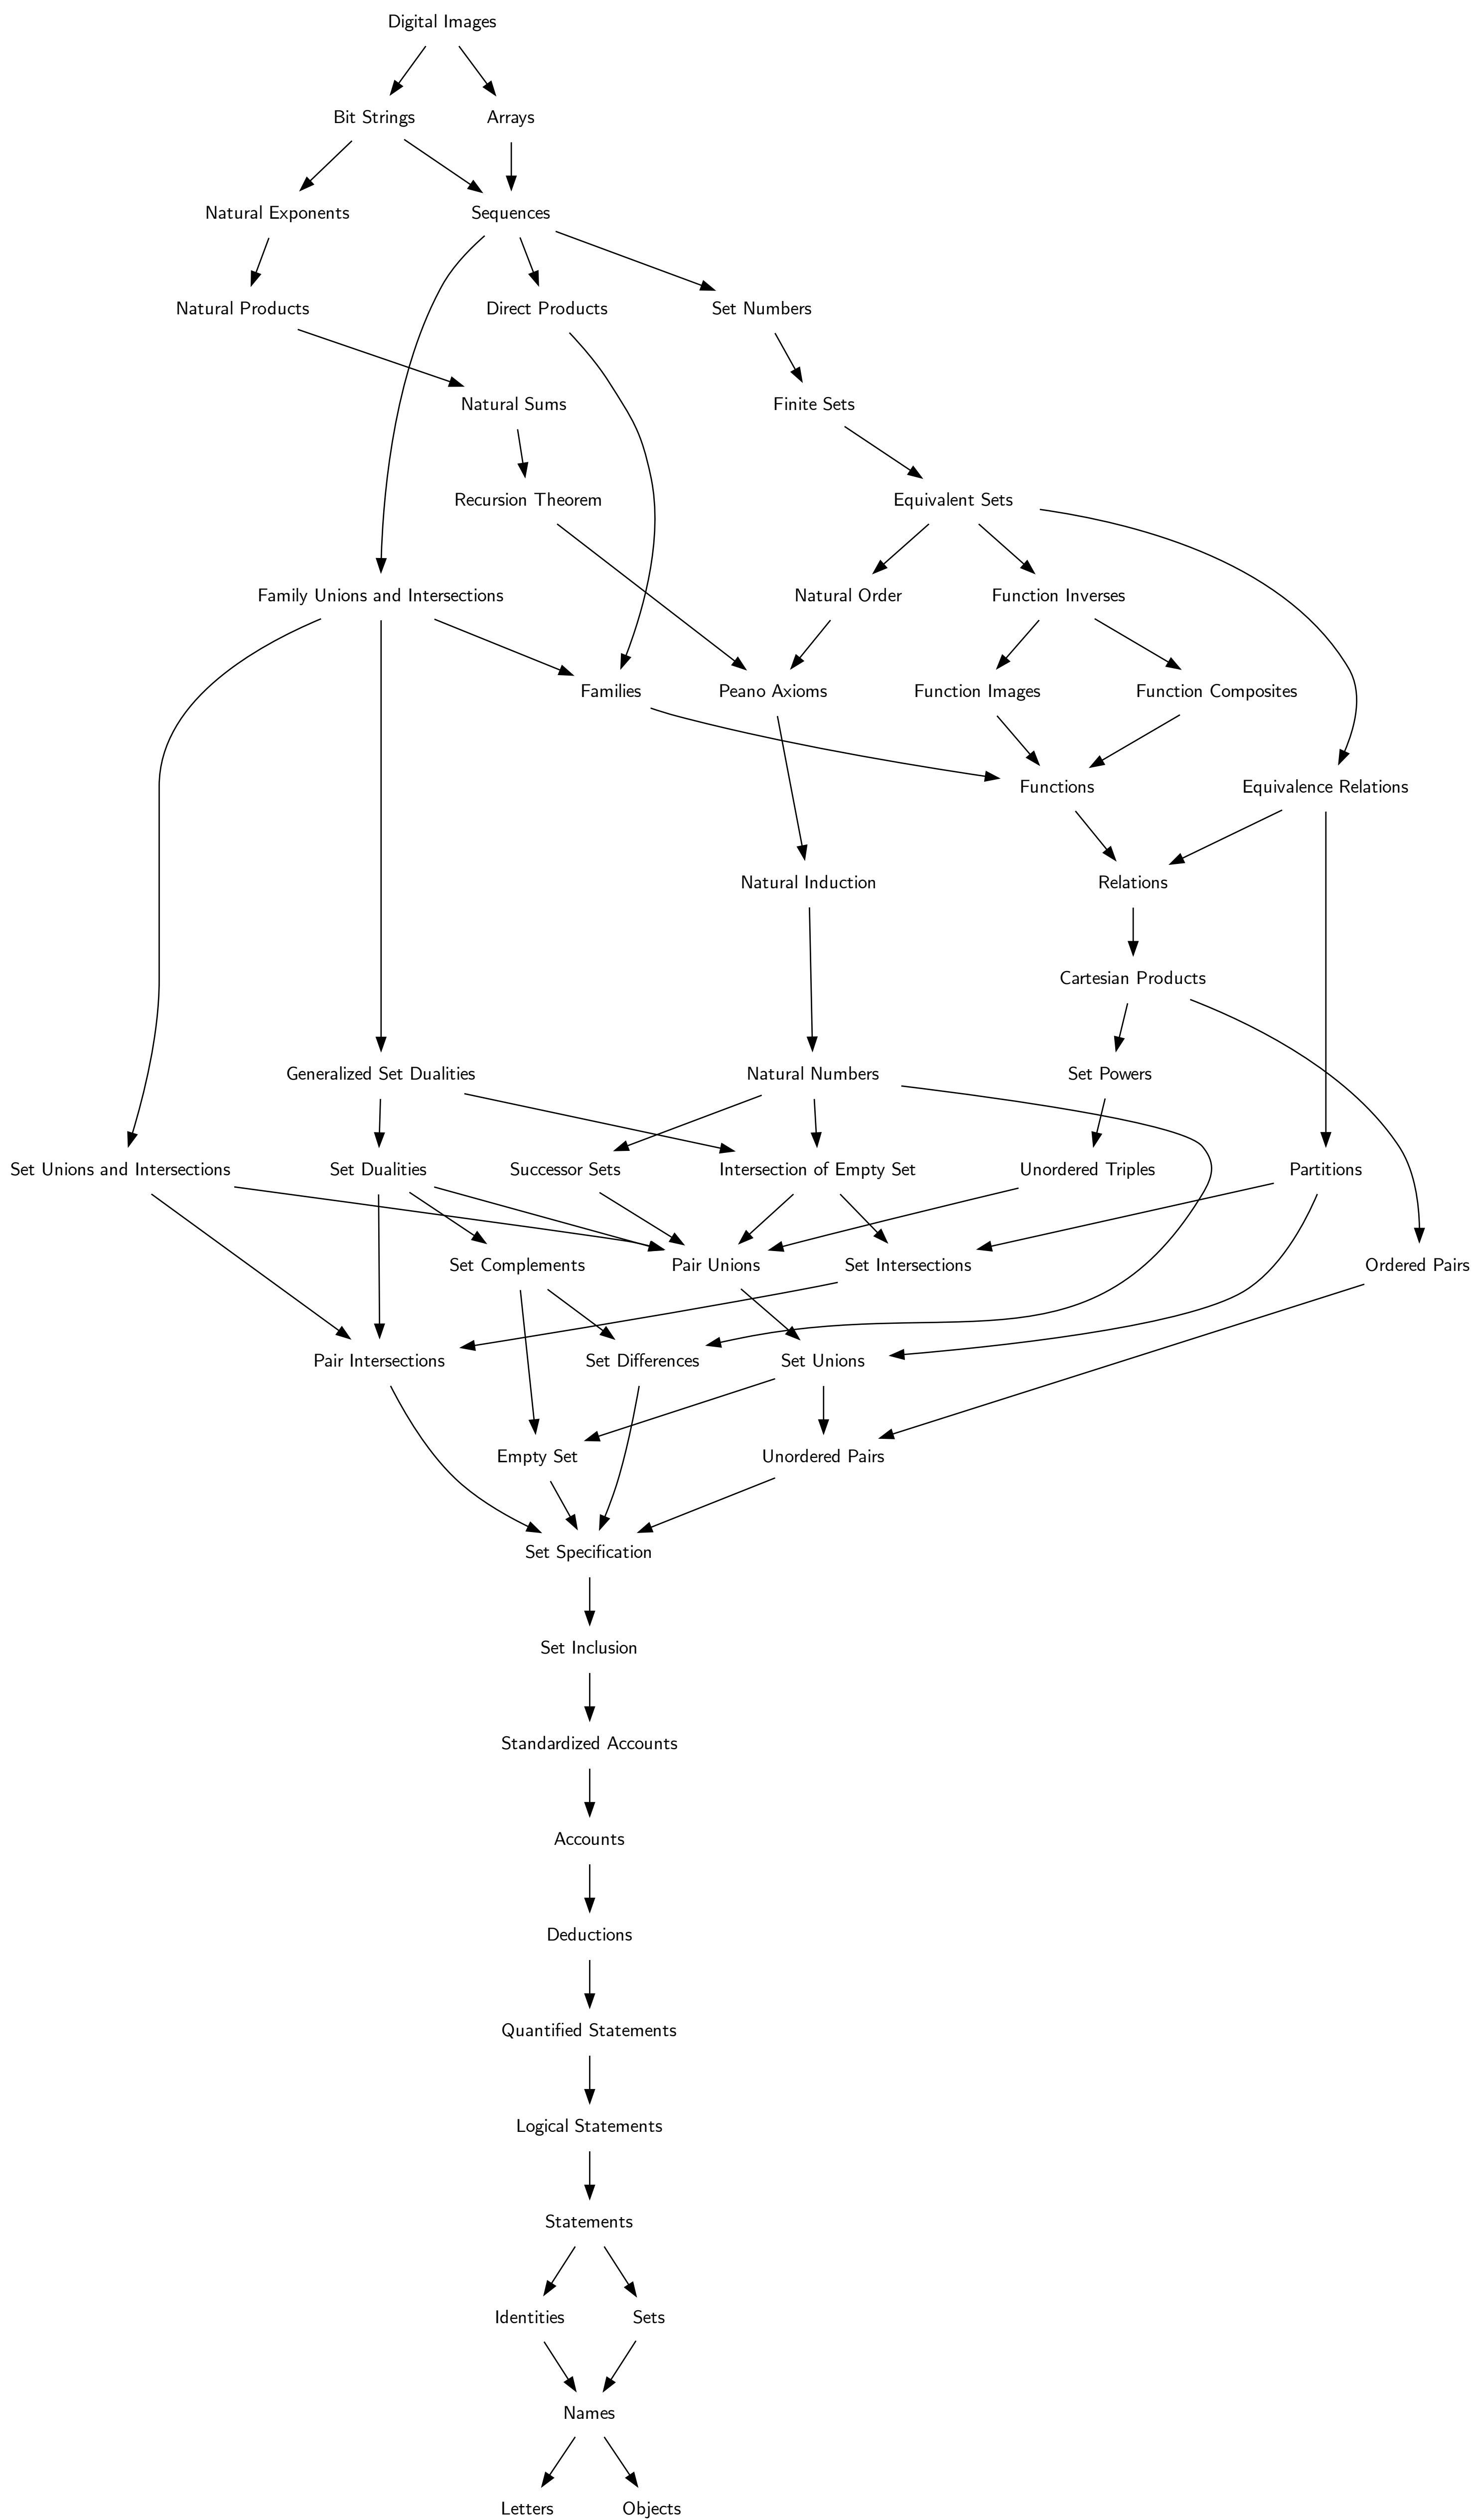 Digital Images
Bit Strings
Arrays
Natural Exponents
Sequences
Natural Products
Direct Products
Set Numbers
Natural Sums
Finite Sets
Recursion Theorem
Equivalent Sets
Family Unions and Intersections
Natural Order
Function Inverses
Families
Peano Axioms
Function Images
Function Composites
Functions
Equivalence Relations
Natural Induction
Relations
Cartesian Products
Generalized Set Dualities
Natural Numbers
Set Powers
Set Unions and Intersections
Set Dualities
Successor Sets
Intersection of Empty Set
Unordered Triples
Partitions
Set Complements
Pair Unions
Set Intersections
Ordered Pairs
Pair Intersections
Set Differences
Set Unions
Empty Set
Unordered Pairs
Set Specification
Set Inclusion
Standardized Accounts
Accounts
Deductions
Quantified Statements
Logical Statements
Statements
Identities
Sets
Names
Letters
Objects